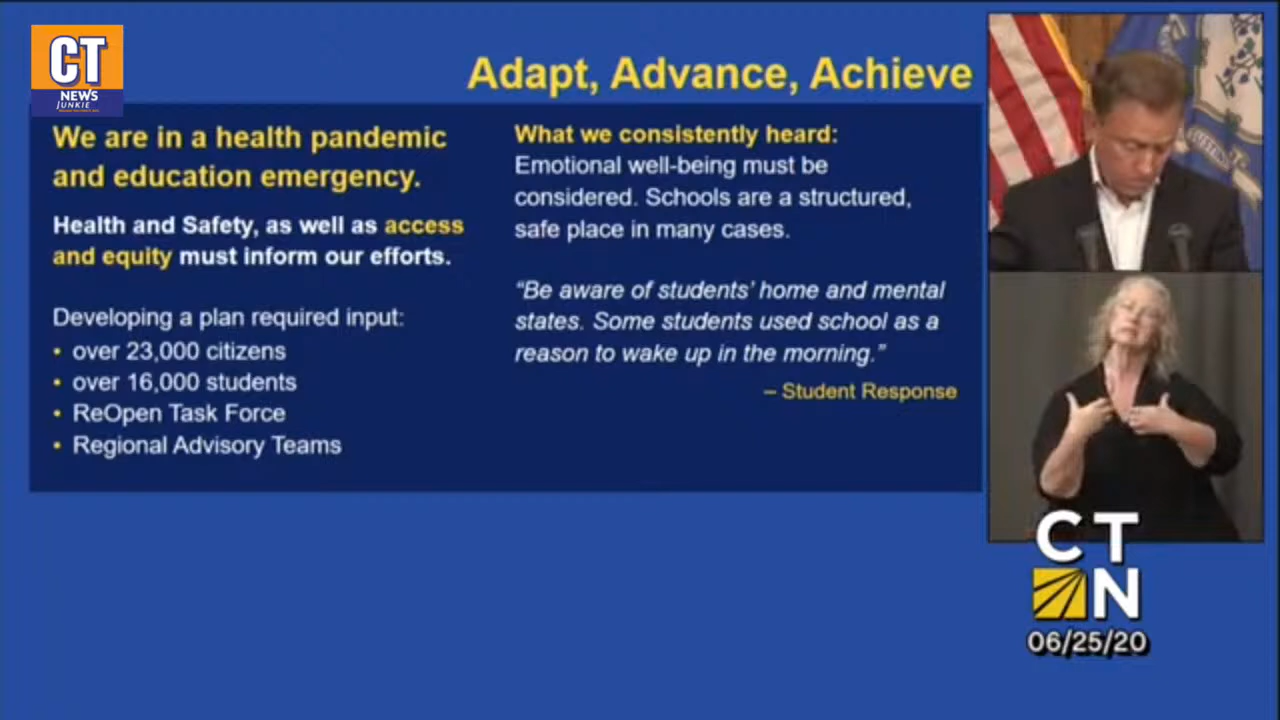 CT
NEWS
JUNKIE
Adapt, Advance, Achieve
We are in a health pandemic
and education emergency.
Health and Safety, as well as access
and equity must inform our efforts.
Developing a plan required input:
• over 23,000 citizens
• over 16,000 students
• ReOpen Task Force
• Regional Advisory Teams
What we consistently heard:
Emotional well-being must be
considered. Schools are a structured,
safe place in many cases.
“Be aware of students’ home and mental
states. Some students used school as a
reason to wake up in the morning.”
– Student Response
CT
N
06/25/20